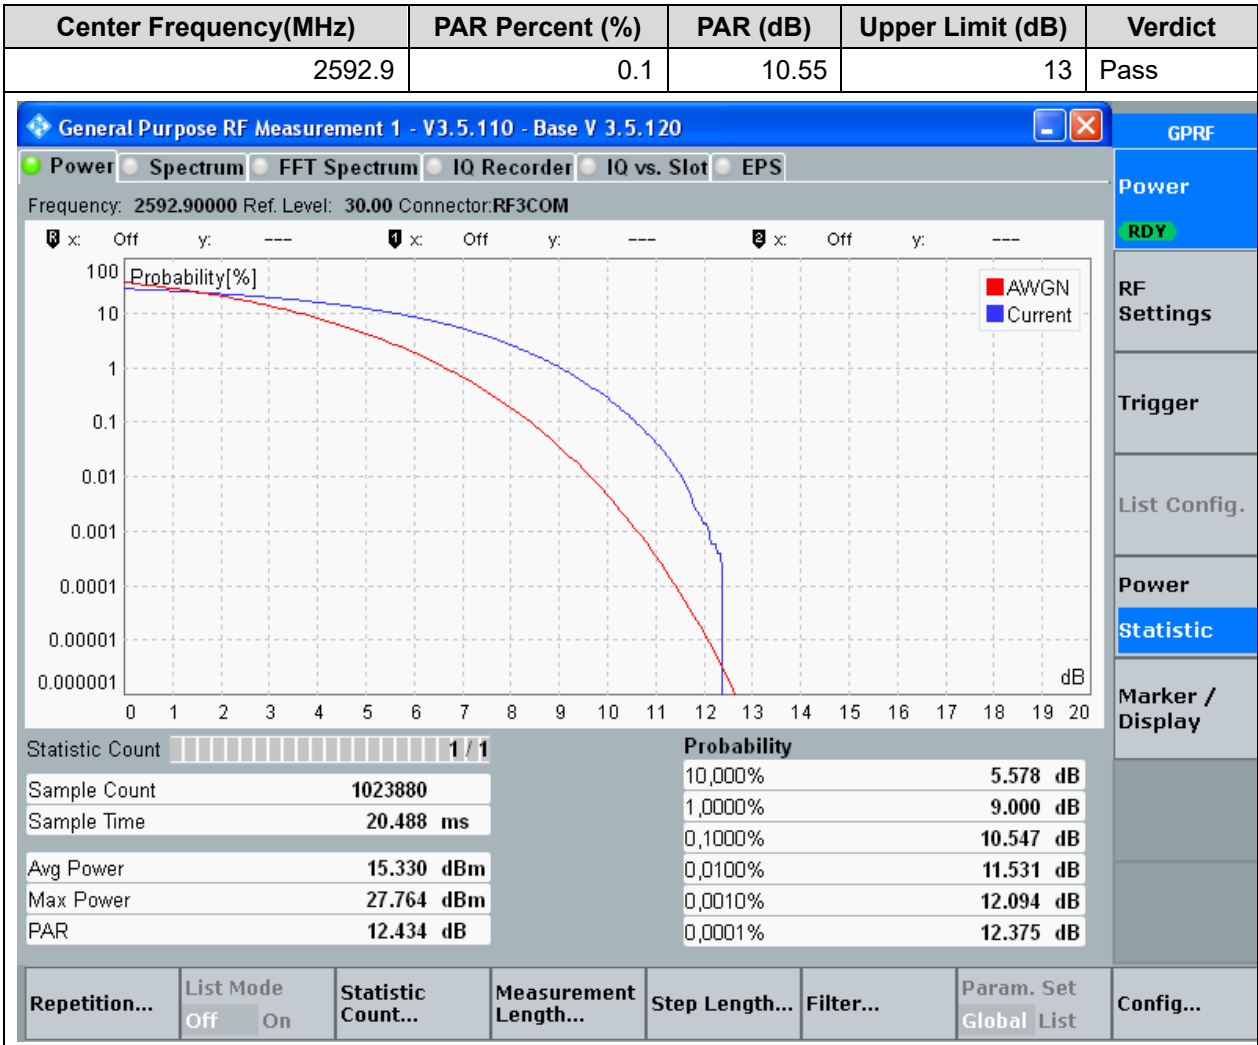 Center Frequency(MHz) PAR Percent (%) PAR (dB) Upper Limit (dB) Verdict
2592.9 0.1 10.55 13 Pass
General Purpose RF Measurement 1 - V3.5.110 - Base V 3.5.120
GPRF
Power Spectrum FFT Spectrum IQ Recorder IQ vs. Slot EPS
Power
RDY
Frequency: 2592.90000 Ref. Level: 30.00 Connector:RF3COM
R x: Off y: --- 1 x: Off y: --- 2 x: Off y: ---
Probability[%]
AWGN
Current
100
10
1
0.1
0.01
0.001
0.0001
0.00001
0.000001
dB
0 1 2 3 4 5 6 7 8 9 10 11 12 13 14 15 16 17 18 19 20
RF
Settings
Trigger
List Config.
Power
Statistic
Marker /
Display
Statistic Count 1 / 1
Sample Count 1023880
Sample Time 20.488 ms
Avg Power 15.330 dBm
Max Power 27.764 dBm
PAR 12.434 dB
Probability
10,000% 5.578 dB
1,0000% 9.000 dB
0,1000% 10.547 dB
0,0100% 11.531 dB
0,0010% 12.094 dB
0,0001% 12.375 dB
Repetition...
List Mode
Off On
Statistic
Count...
Measurement
Length...
Step Length...
Filter...
Param. Set
Global List
Config...